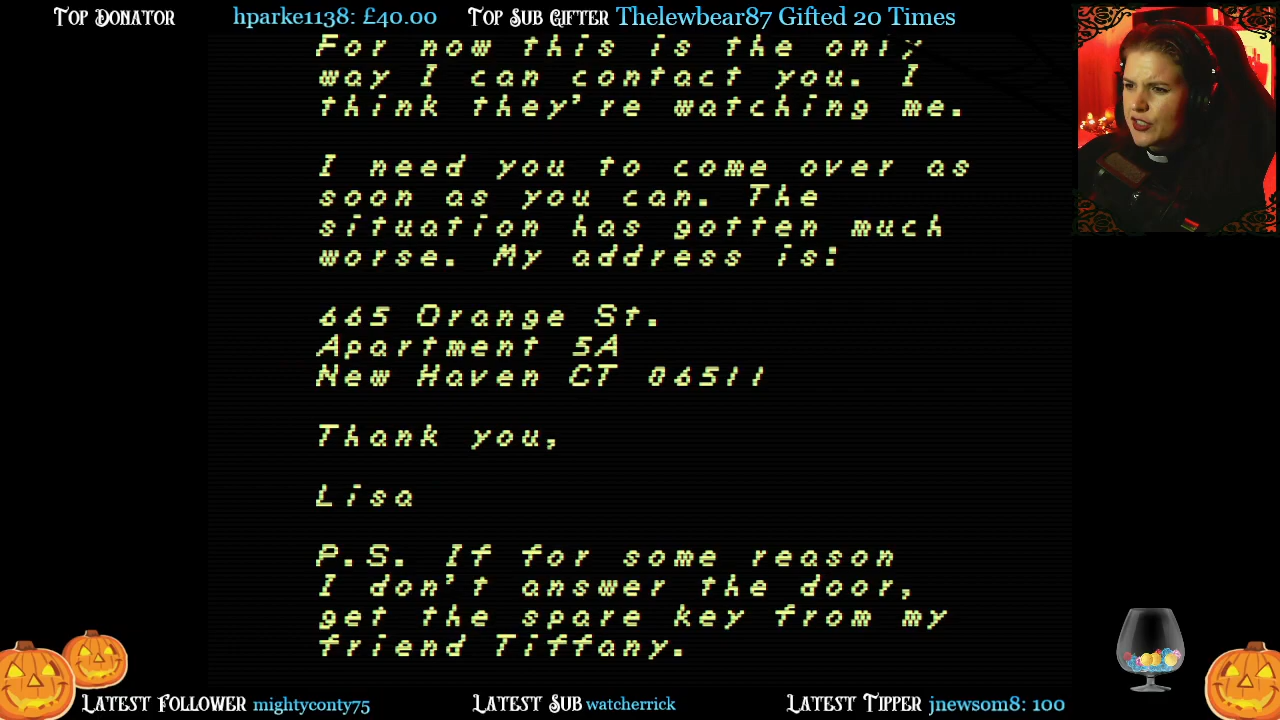 Top Donator hparke1138: £40.00 Top Sub Gifter Thelewbear87 Gifted 20 Times
For now this is the only
way I can contact you. I
think they're watching me.
I need you to come over as
soon as you can. The
situation has gotten much
worse. My address is:
665 Orange St.
Apartment 5A
New Haven CT 06511
Thank you,
Lisa
P.S. If for some reason
I don't answer the door,
get the spare key from my
friend Tiffany.
Latest Follower mightyconty75 Latest Sub watcherrick Latest Tipper jnewsom8: 100